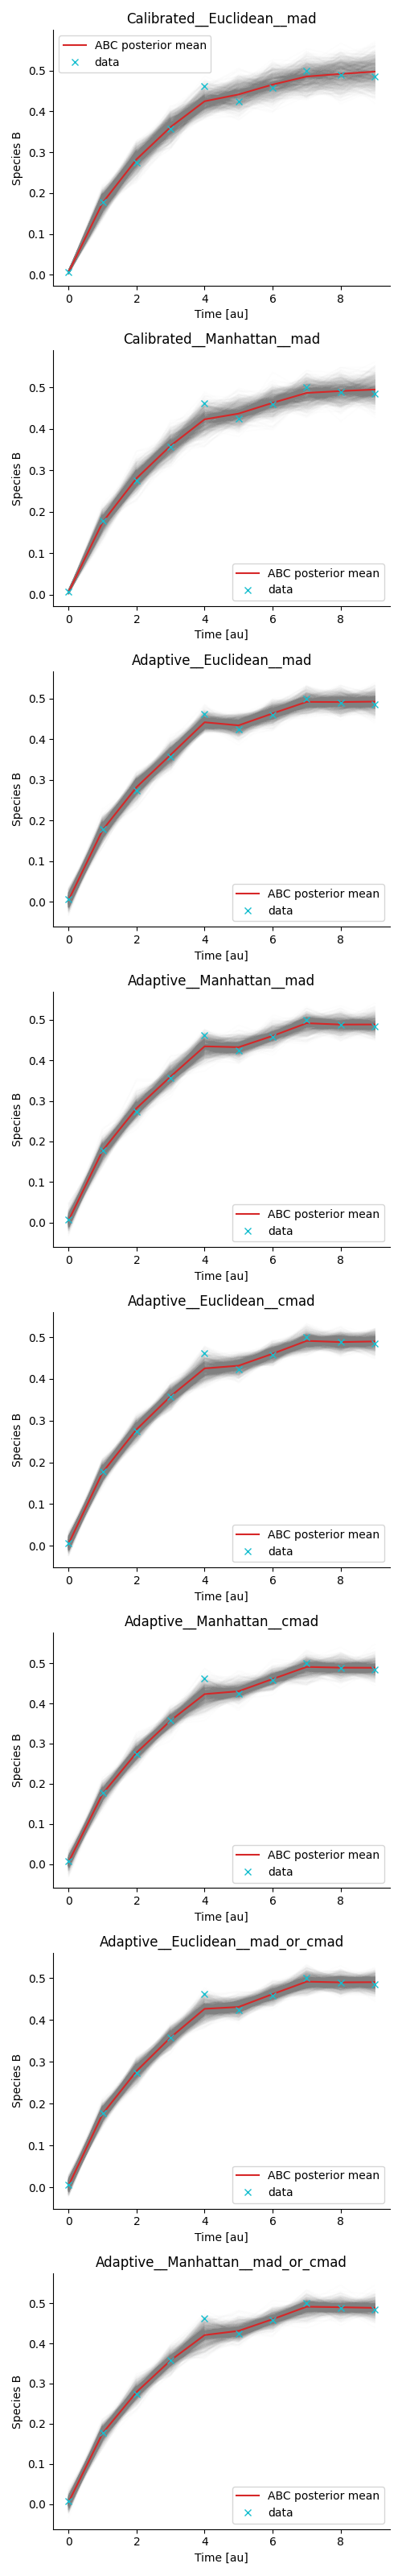 Calibrated__Euclidean__mad
ABC posterior mean
data
0.5
0.4
0.3
0.2
0.1
0.0
Species B
0 2 4 6 8
Time [au]
Calibrated__Manhattan__mad
0.5
0.4
0.3
0.2
0.1
0.0
Species B
ABC posterior mean
data
0 2 4 6 8
Time [au]
Adaptive__Euclidean__mad
0.5
0.4
0.3
0.2
0.1
0.0
Species B
ABC posterior mean
data
0 2 4 6 8
Time [au]
Adaptive__Manhattan__mad
0.5
0.4
0.3
0.2
0.1
0.0
Species B
ABC posterior mean
data
0 2 4 6 8
Time [au]
Adaptive__Euclidean__cmad
0.5
0.4
0.3
0.2
0.1
0.0
Species B
ABC posterior mean
data
0 2 4 6 8
Time [au]
Adaptive__Manhattan__cmad
0.5
0.4
0.3
0.2
0.1
0.0
Species B
ABC posterior mean
data
0 2 4 6 8
Time [au]
Adaptive__Euclidean__mad_or_cmad
0.5
0.4
0.3
0.2
0.1
0.0
Species B
ABC posterior mean
data
0 2 4 6 8
Time [au]
Adaptive__Manhattan__mad_or_cmad
0.5
0.4
0.3
0.2
0.1
0.0
Species B
ABC posterior mean
data
0 2 4 6 8
Time [au]